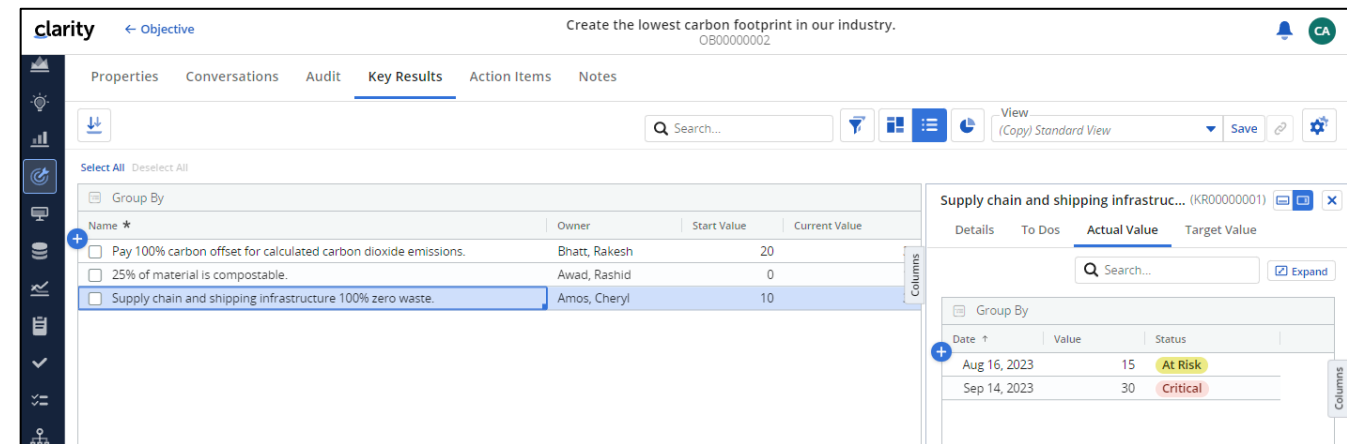 clarity
← Objective
Create the lowest carbon footprint in our industry.
OB00000002
CA
Properties Conversations Audit Key Results Action Items Notes
Search...
View
(Copy) Standard View
Save
Select All Deselect All
Group By
Name * Owner Start Value Current Value
Pay 100% carbon offset for calculated carbon dioxide emissions. Bhatt, Rakesh 20
25% of material is compostable. Awad, Rashid 0
Supply chain and shipping infrastructure 100% zero waste. Amos, Cheryl 10
Columns
Supply chain and shipping infrastruc... (KR00000001)
Details To Dos Actual Value Target Value
Search...
Expand
Group By
Date ↑ Value Status
Aug 16, 2023 15 At Risk
Sep 14, 2023 30 Critical
Columns